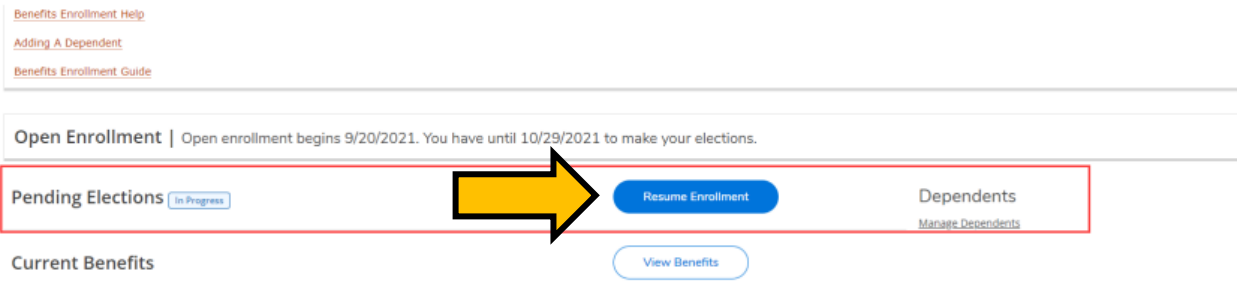 Benefits Enrollment Help
Adding A Dependent
Benefits Enrollment Guide
Open Enrollment | Open enrollment begins 9/20/2021. You have until 10/29/2021 to make your elections.
Pending Elections In Progress Resume Enrollment Dependents
Manage Dependents
Current Benefits View Benefits